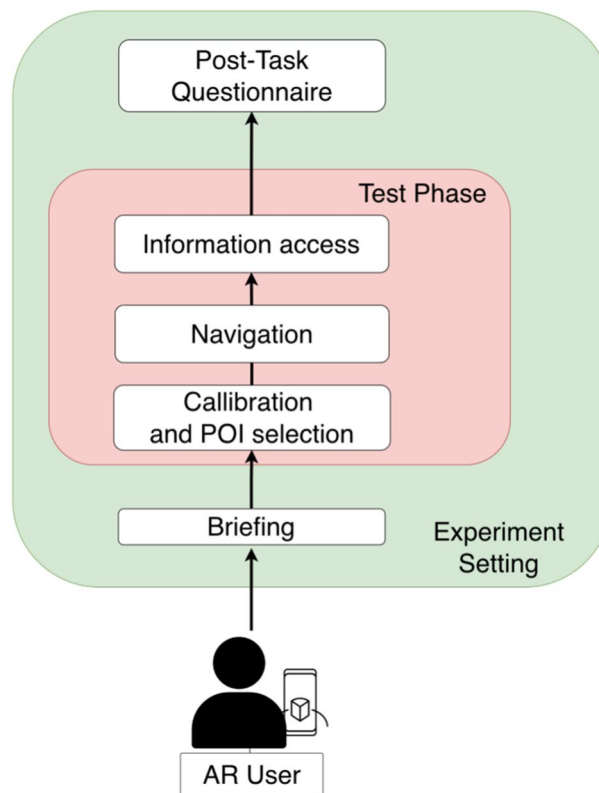 Post-Task
Questionnaire
Test Phase
Information access
Navigation
Callibration
and POI selection
Briefing
Experiment
Setting
AR User